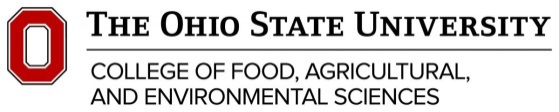 The Ohio State University
COLLEGE OF FOOD, AGRICULTURAL,
AND ENVIRONMENTAL SCIENCES